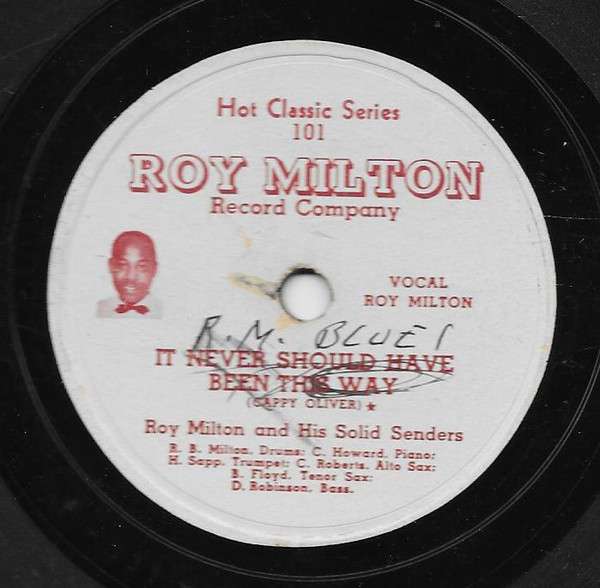 Hot Classic Series
101
ROY MILTON
Record Company
VOCAL
ROY MILTON
R.M. BLUES
IT NEVER SHOULD HAVE
BEEN THIS WAY
(CAPPY OLIVER) ★
Roy Milton and His Solid Senders
R. B. Milton, Drums; C. Howard, Piano;
H. Sapp, Trumpet; C. Roberts, Alto Sax;
B. Floyd, Tenor Sax;
D. Robinson, Bass.